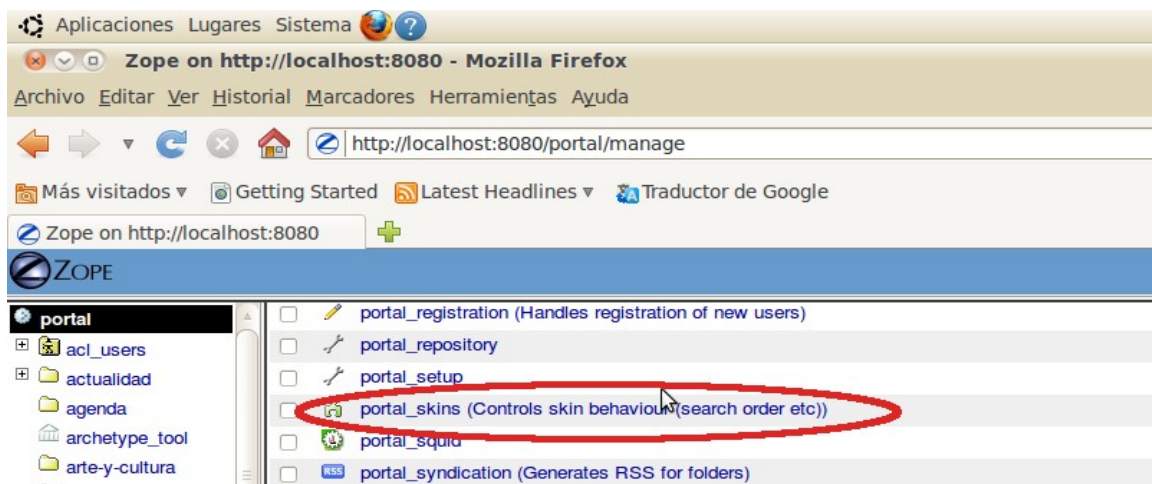 Aplicaciones Lugares Sistema
Zope on http://localhost:8080 - Mozilla Firefox
Archivo Editar Ver Historial Marcadores Herramientas Ayuda
http://localhost:8080/portal/manage
Más visitados Getting Started Latest Headlines Traductor de Google
Zope on http://localhost:8080
ZOPE
portal
acl_users
actualidad
agenda
archetype_tool
arte-y-cultura
portal_registration (Handles registration of new users)
portal_repository
portal_setup
portal_skins (Controls skin behaviour (search order etc))
portal_squid
RSS portal_syndication (Generates RSS for folders)